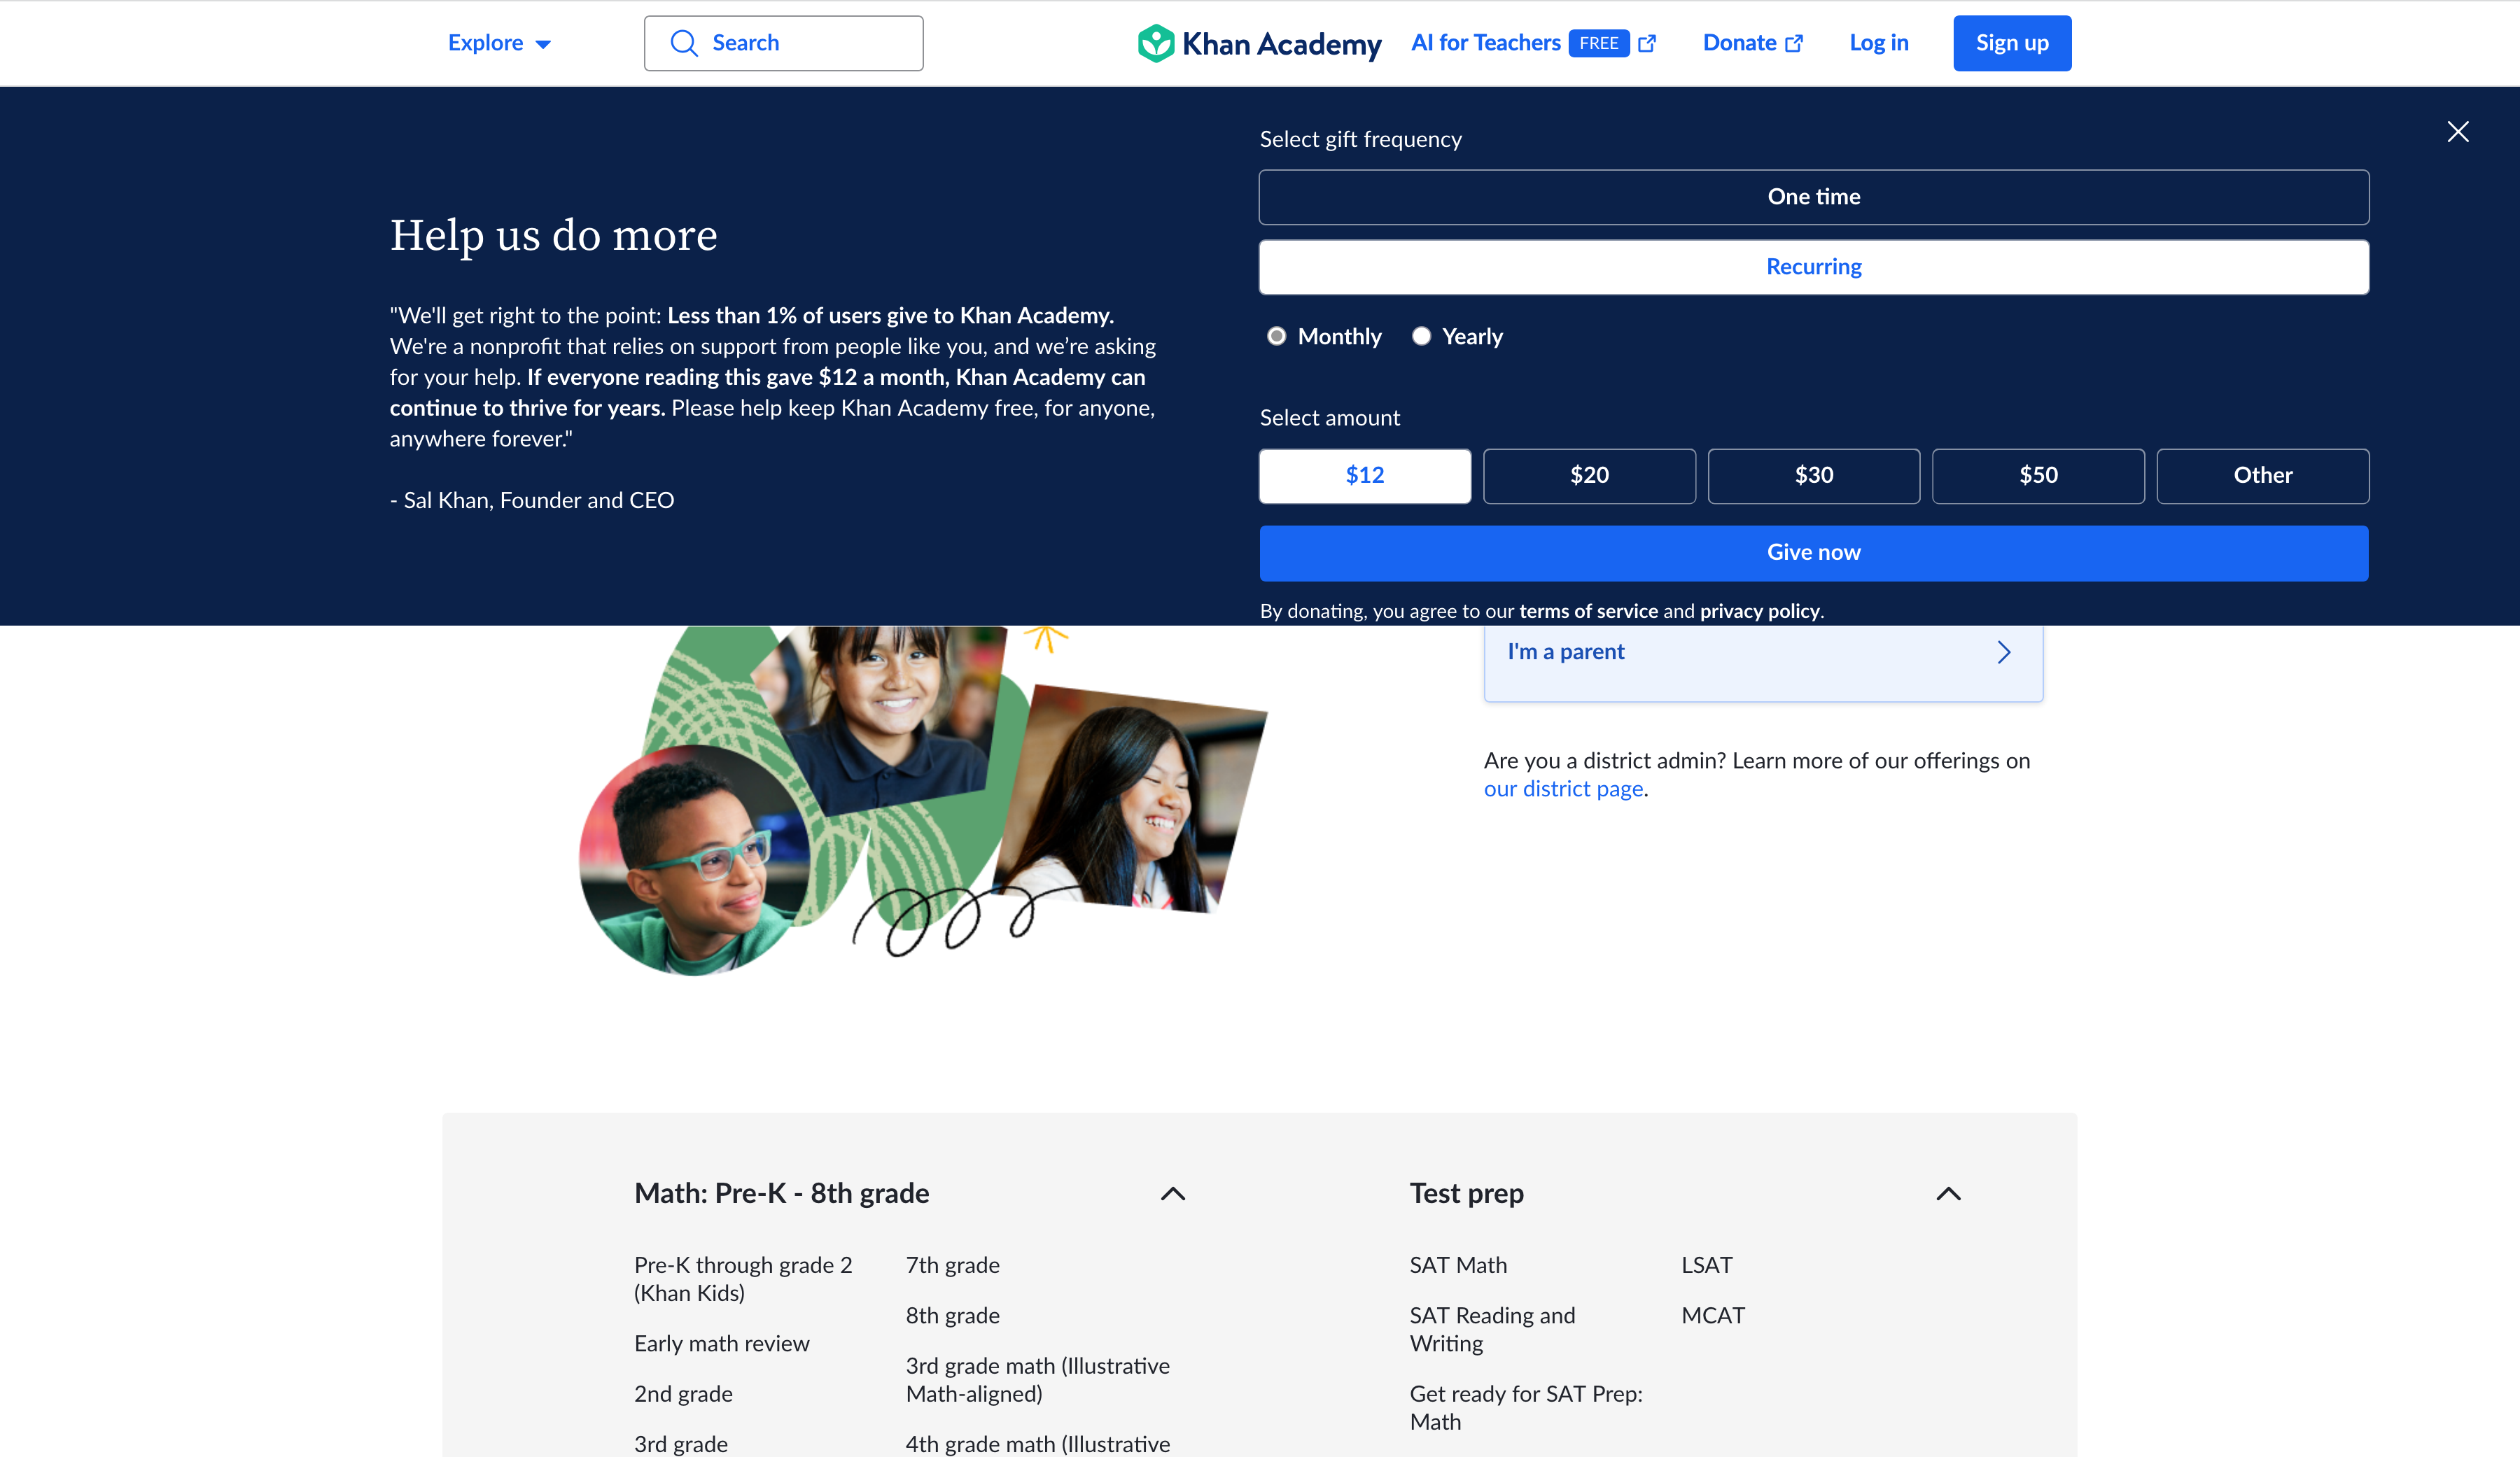 Explore
Search
Khan Academy
AI for Teachers FREE
Donate
Log in
Sign up
Help us do more
"We'll get right to the point: Less than 1% of users give to Khan Academy.
We're a nonprofit that relies on support from people like you, and we’re asking
for your help. If everyone reading this gave $12 a month, Khan Academy can
continue to thrive for years. Please help keep Khan Academy free, for anyone,
anywhere forever."
- Sal Khan, Founder and CEO
Select gift frequency
One time
Recurring
Monthly
Yearly
Select amount
$12
$20
$30
$50
Other
Give now
By donating, you agree to our terms of service and privacy policy.
I'm a parent
Are you a district admin? Learn more of our offerings on
our district page.
Math: Pre-K - 8th grade
Pre-K through grade 2
(Khan Kids)
Early math review
2nd grade
3rd grade
7th grade
8th grade
3rd grade math (Illustrative
Math-aligned)
4th grade math (Illustrative
Test prep
SAT Math
SAT Reading and
Writing
Get ready for SAT Prep:
Math
LSAT
MCAT